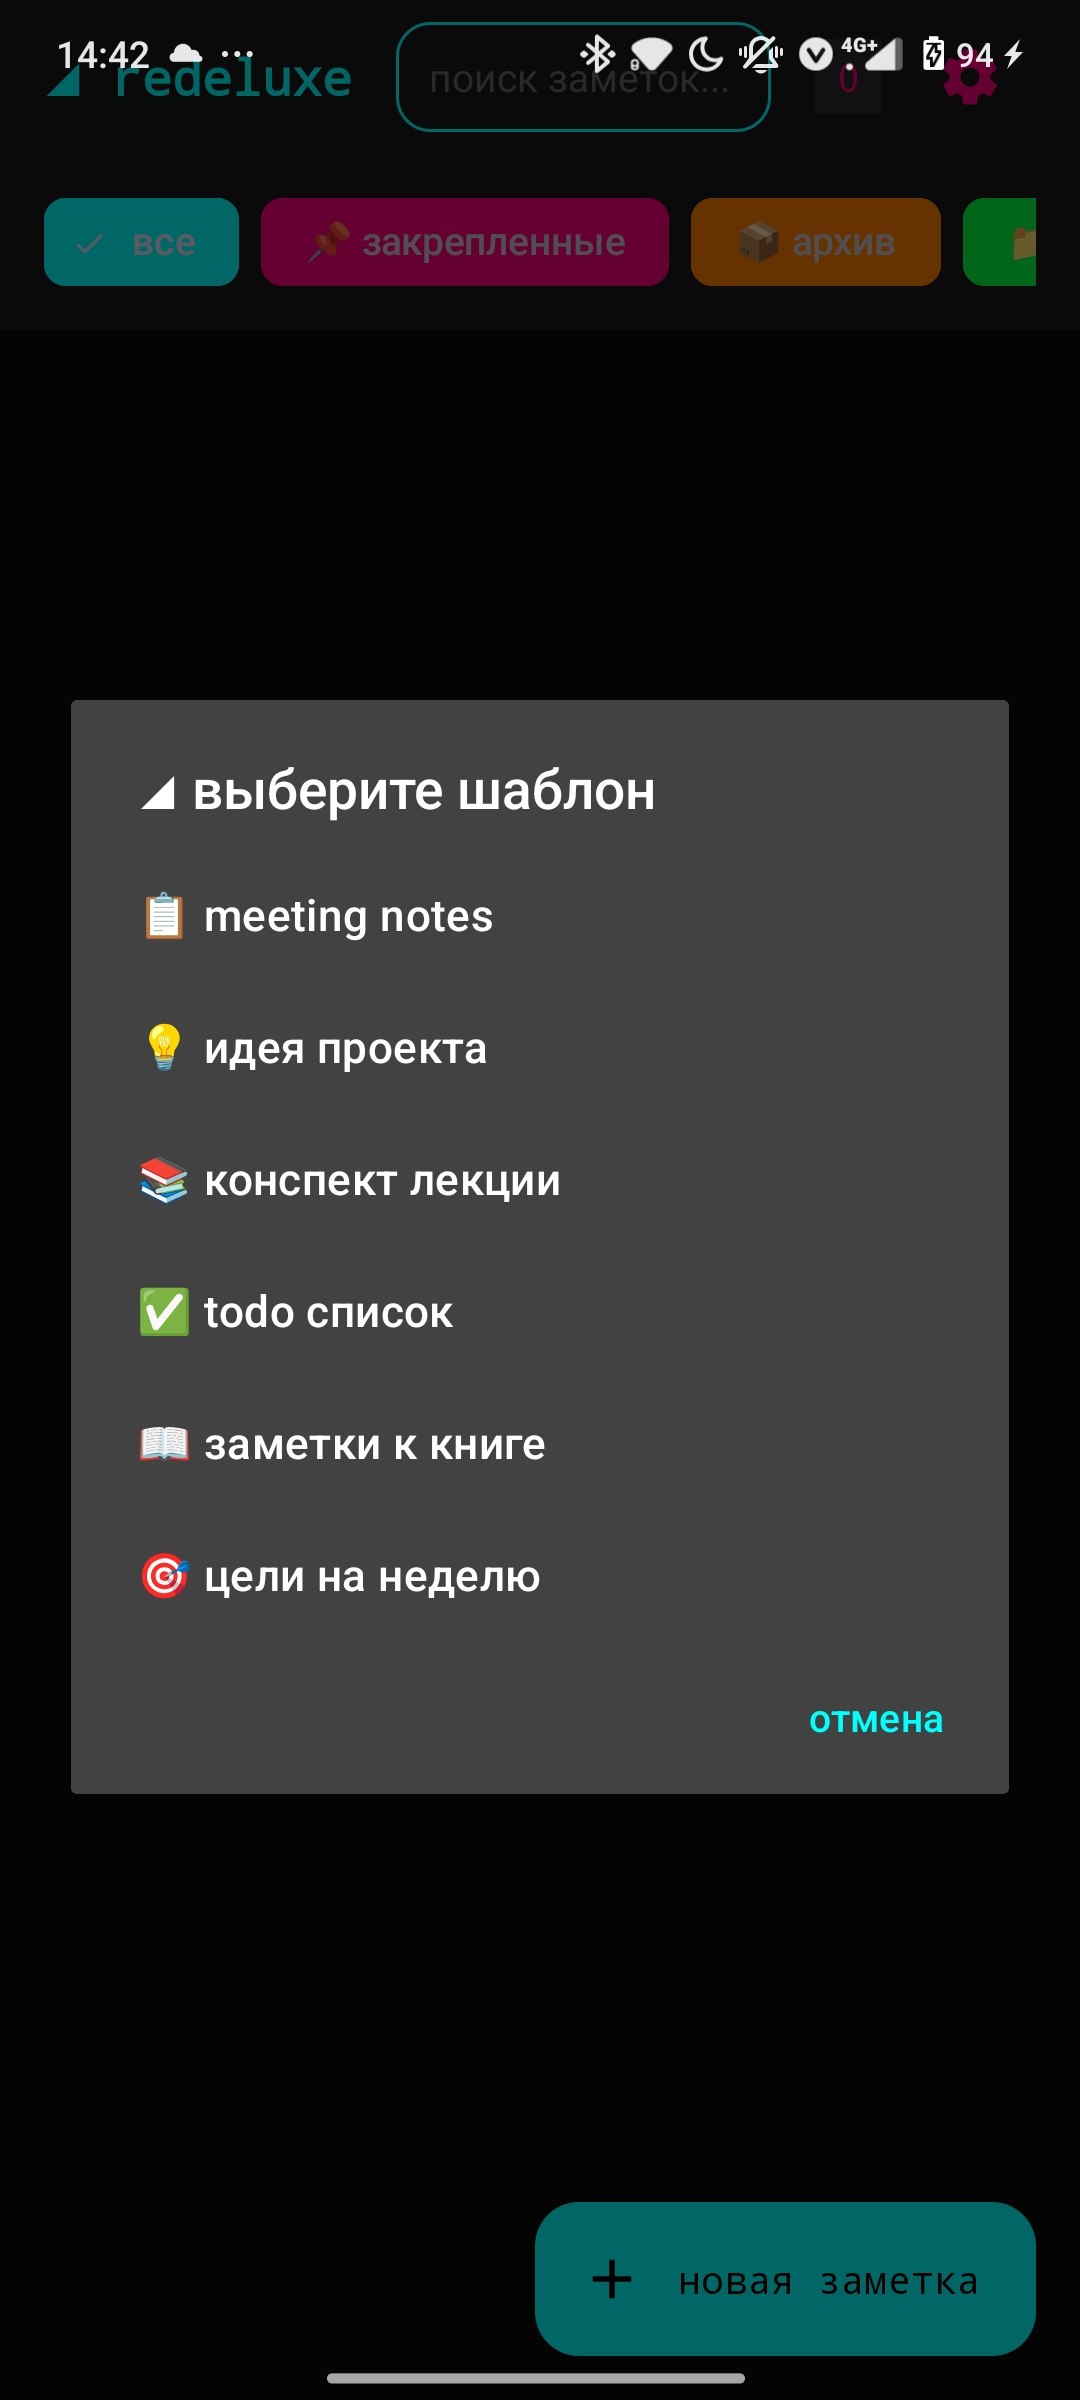 14:42 ... 4G+ 94
redeluxe поиск заметок... 0
все закрепленные архив
выберите шаблон
meeting notes
идея проекта
конспект лекции
todo список
заметки к книге
цели на неделю
отмена
+ новая заметка